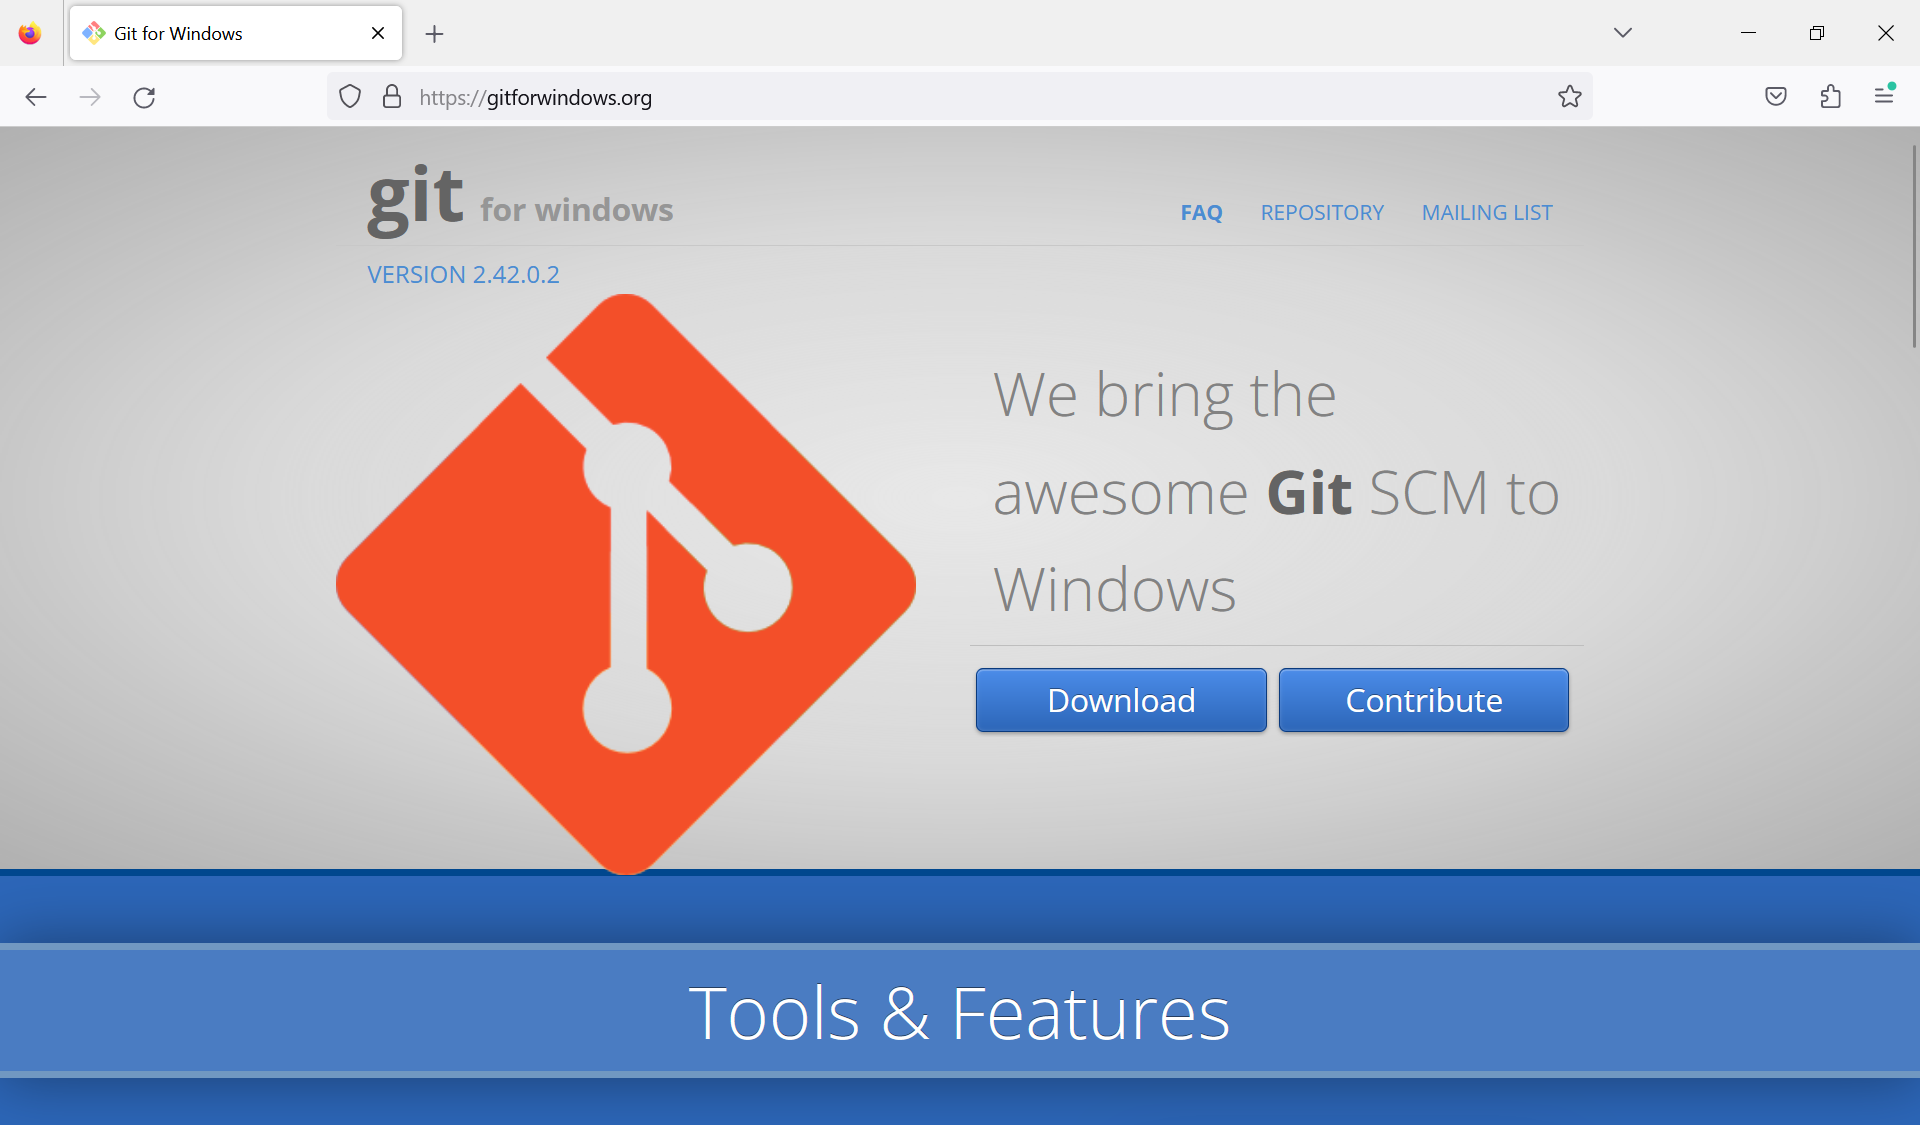 Git for Windows
https://gitforwindows.org
git for windows
FAQ REPOSITORY MAILING LIST
VERSION 2.42.0.2
We bring the
awesome Git SCM to
Windows
Download Contribute
Tools & Features